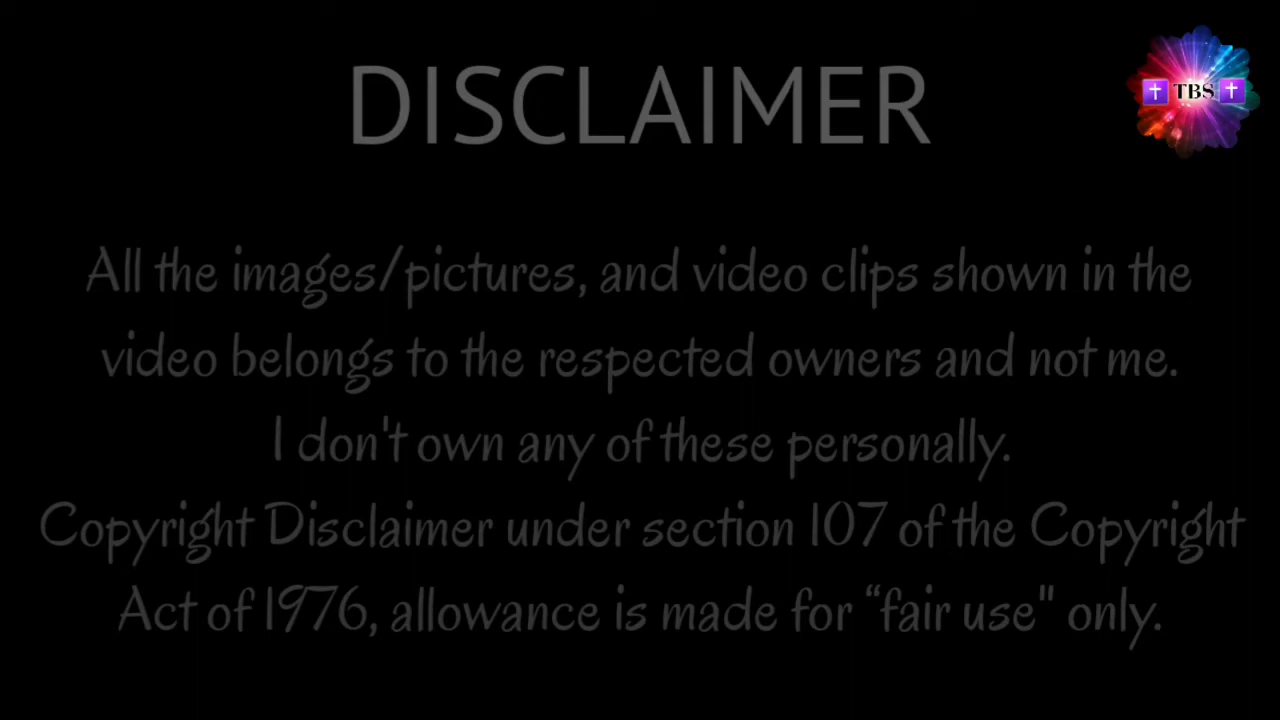 DISCLAIMER
✝ TBS ✝
All the images/pictures, and video clips shown in the
video belongs to the respected owners and not me.
I don't own any of these personally.
Copyright Disclaimer under section 107 of the Copyright
Act of 1976, allowance is made for “fair use" only.